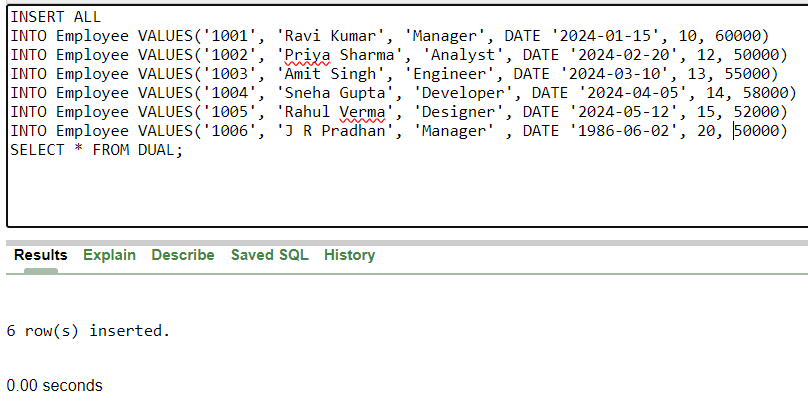 INSERT ALL
INTO Employee VALUES('1001', 'Ravi Kumar', 'Manager', DATE '2024-01-15', 10, 60000)
INTO Employee VALUES('1002', 'Priya Sharma', 'Analyst', DATE '2024-02-20', 12, 50000)
INTO Employee VALUES('1003', 'Amit Singh', 'Engineer', DATE '2024-03-10', 13, 55000)
INTO Employee VALUES('1004', 'Sneha Gupta', 'Developer', DATE '2024-04-05', 14, 58000)
INTO Employee VALUES('1005', 'Rahul Verma', 'Designer', DATE '2024-05-12', 15, 52000)
INTO Employee VALUES('1006', 'J R Pradhan', 'Manager' , DATE '1986-06-02', 20, 50000)
SELECT * FROM DUAL;
Results Explain Describe Saved SQL History
6 row(s) inserted.
0.00 seconds